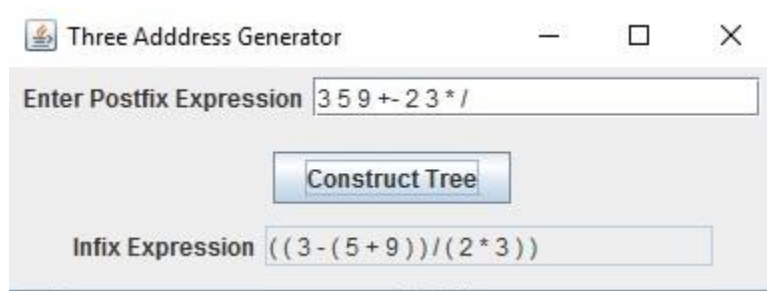 Three Adddress Generator
Enter Postfix Expression 3 5 9 +- 2 3 * /
Construct Tree
Infix Expression ( ( 3 - ( 5 + 9 ) ) / ( 2 * 3 ) )